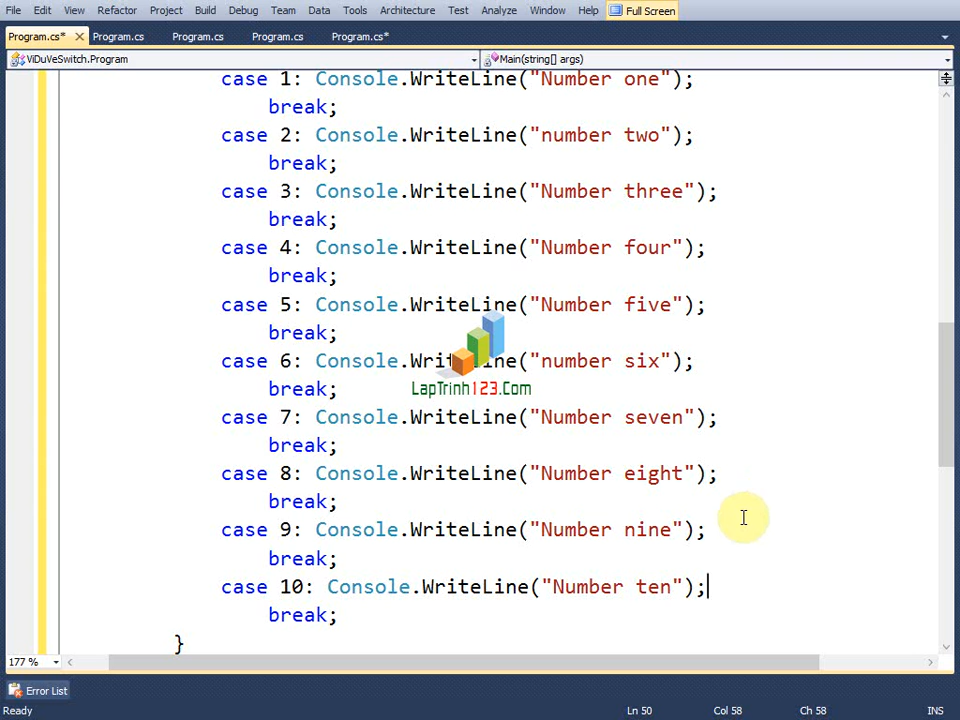 File Edit View Refactor Project Build Debug Team Data Tools Architecture Test Analyze Window Help Full Screen
Program.cs* Program.cs Program.cs Program.cs Program.cs*
ViDuVeSwitch.Program Main(string[] args)
case 1: Console.WriteLine("Number one");
break;
case 2: Console.WriteLine("number two");
break;
case 3: Console.WriteLine("Number three");
break;
case 4: Console.WriteLine("Number four");
break;
case 5: Console.WriteLine("Number five");
break;
case 6: Console.WriteLine("number six");
break;
LapTrinh123.Com
case 7: Console.WriteLine("Number seven");
break;
case 8: Console.WriteLine("Number eight");
break;
case 9: Console.WriteLine("Number nine");
break;
case 10: Console.WriteLine("Number ten");
break;
}
177 %
Error List
Ready Ln 50 Col 58 Ch 58 INS